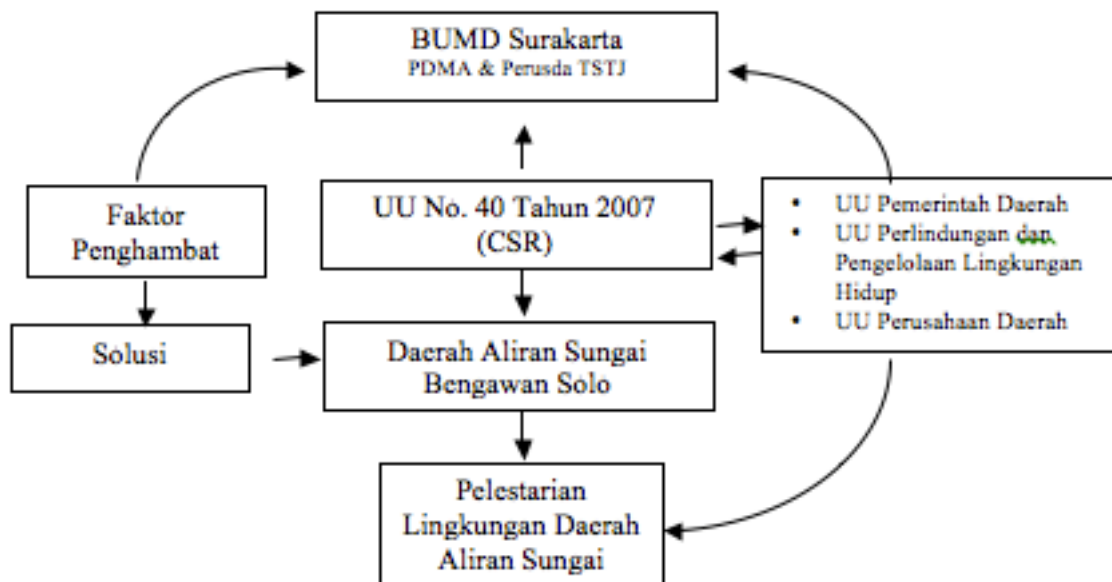 BUMD Surakarta
PDMA & Perusda TSTJ
Faktor
Penghambat
UU No. 40 Tahun 2007
(CSR)
• UU Pemerintah Daerah
• UU Perlindungan dan
Pengelolaan Lingkungan
Hidup
• UU Perusahaan Daerah
Solusi
Daerah Aliran Sungai
Bengawan Solo
Pelestarian
Lingkungan Daerah
Aliran Sungai